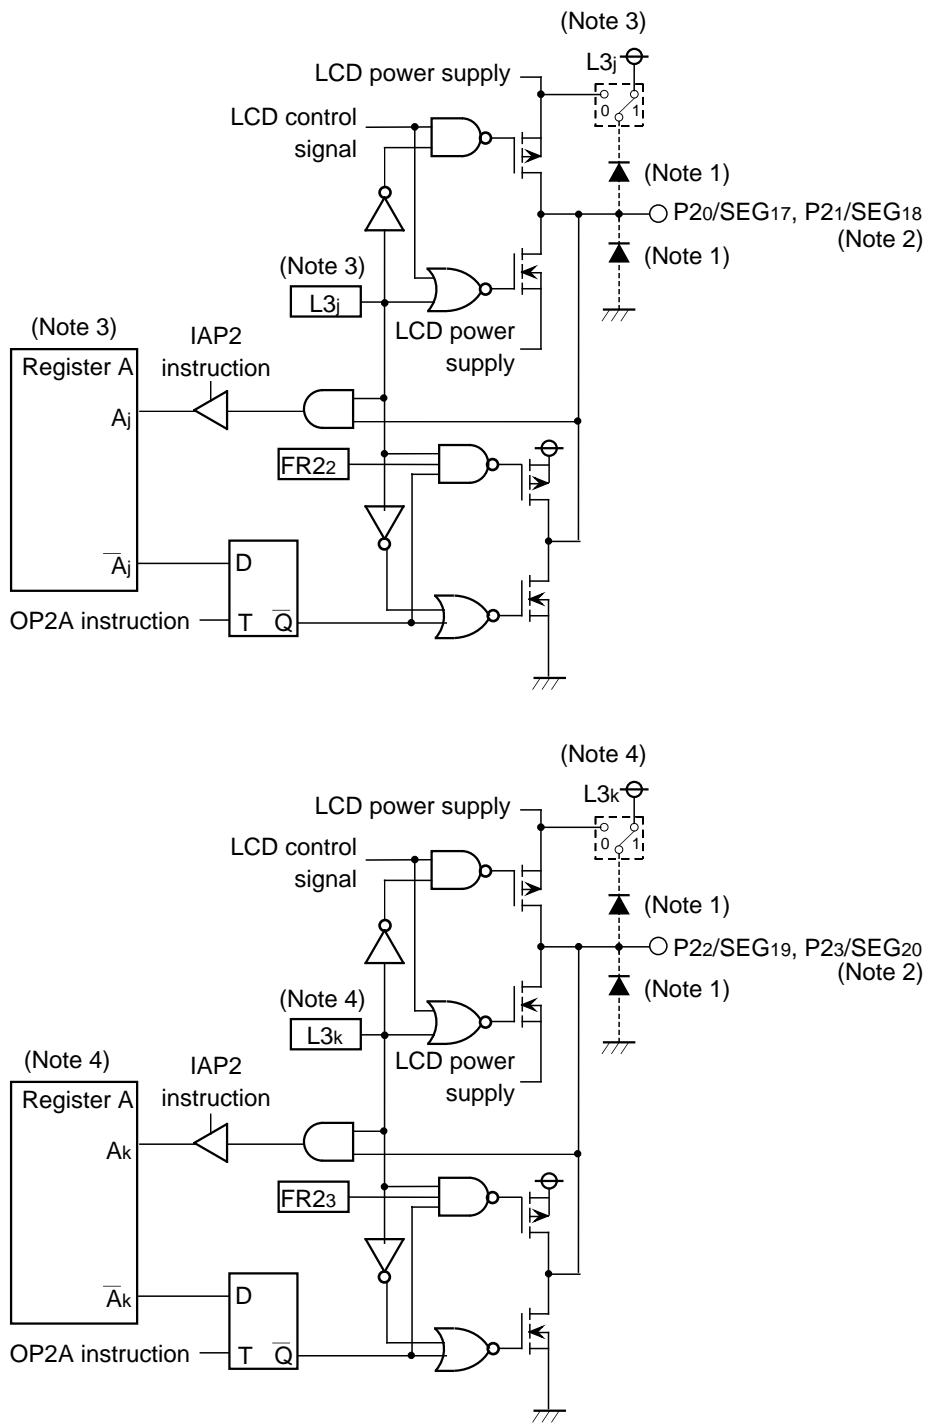 (Note 3)
L3j
LCD power supply
0 1
LCD control
signal
(Note 1)
P20/SEG17, P21/SEG18
(Note 2)
(Note 1)
(Note 3)
L3j
LCD power
supply
(Note 3)
IAP2
instruction
Register A
Aj
FR22
A̅j
D
OP2A instruction
T Q̅
(Note 4)
L3k
LCD power supply
0 1
LCD control
signal
(Note 1)
P22/SEG19, P23/SEG20
(Note 2)
(Note 1)
(Note 4)
L3k
LCD power
supply
(Note 4)
IAP2
instruction
Register A
Ak
FR23
A̅k
D
OP2A instruction
T Q̅